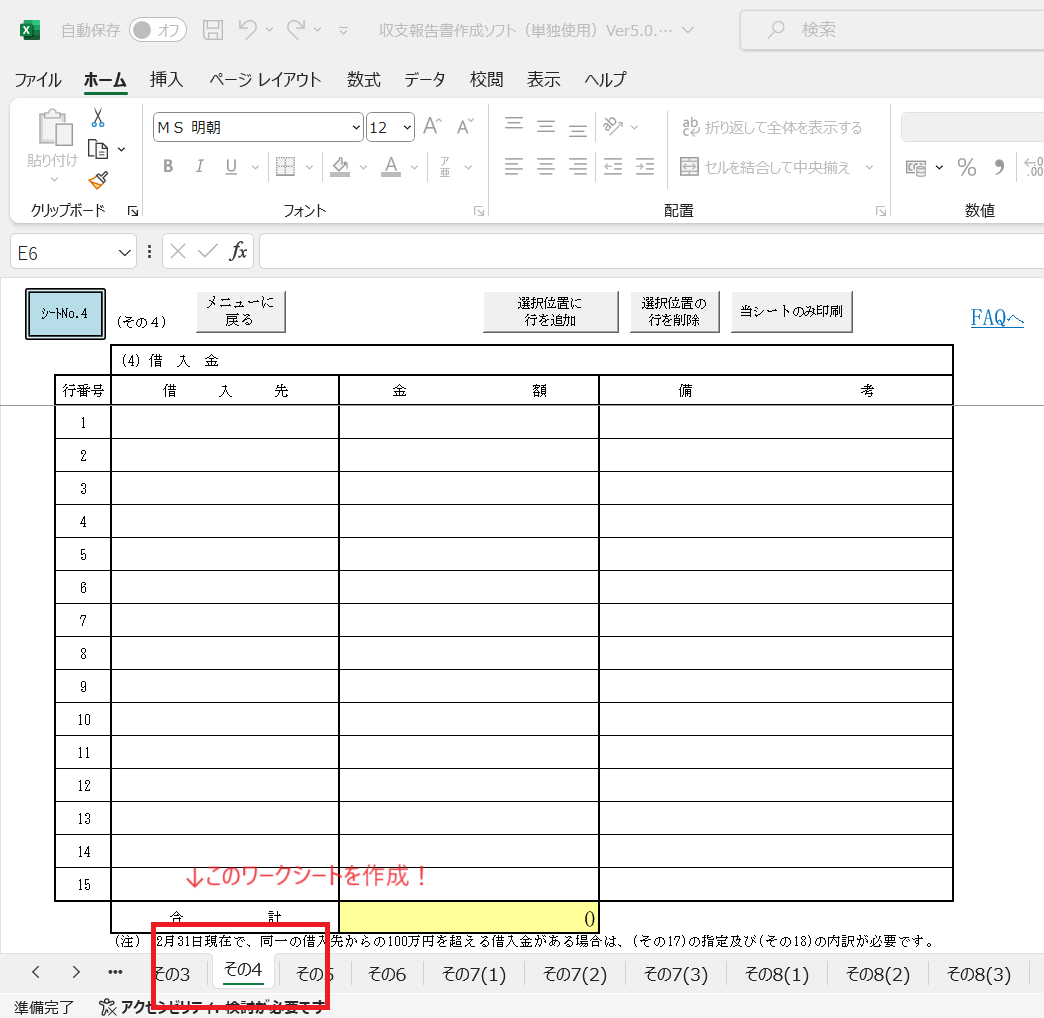 自動保存 オフ 収支報告書作成ソフト（単独使用）Ver5.0.… 検索
ファイル ホーム 挿入 ページ レイアウト 数式 データ 校閲 表示 ヘルプ
貼り付け
クリップボード
ＭＳ 明朝 12 A A
B I U A ア亜
フォント
ab 折り返して全体を表示する
セルを結合して中央揃え
配置
% 9 .00
数値
E6 fx
ｼｰﾄNo.4
(その４)
メニューに
戻る
選択位置に
行を追加
選択位置の
行を削除
当シートのみ印刷
FAQへ
(4) 借 入 金
行番号 借 入 先 金 額 備 考
1
2
3
4
5
6
7
8
9
10
11
12
13
14
15
↓このワークシートを作成！
合 計 0
(注) 2月31日現在で、同一の借入先からの100万円を超える借入金がある場合は、(その17)の指定及び(その18)の内訳が必要です。
その3 その4 その5 その6 その7(1) その7(2) その7(3) その8(1) その8(2) その8(3)
準備完了 アクセシビリティ: 検討が必要です